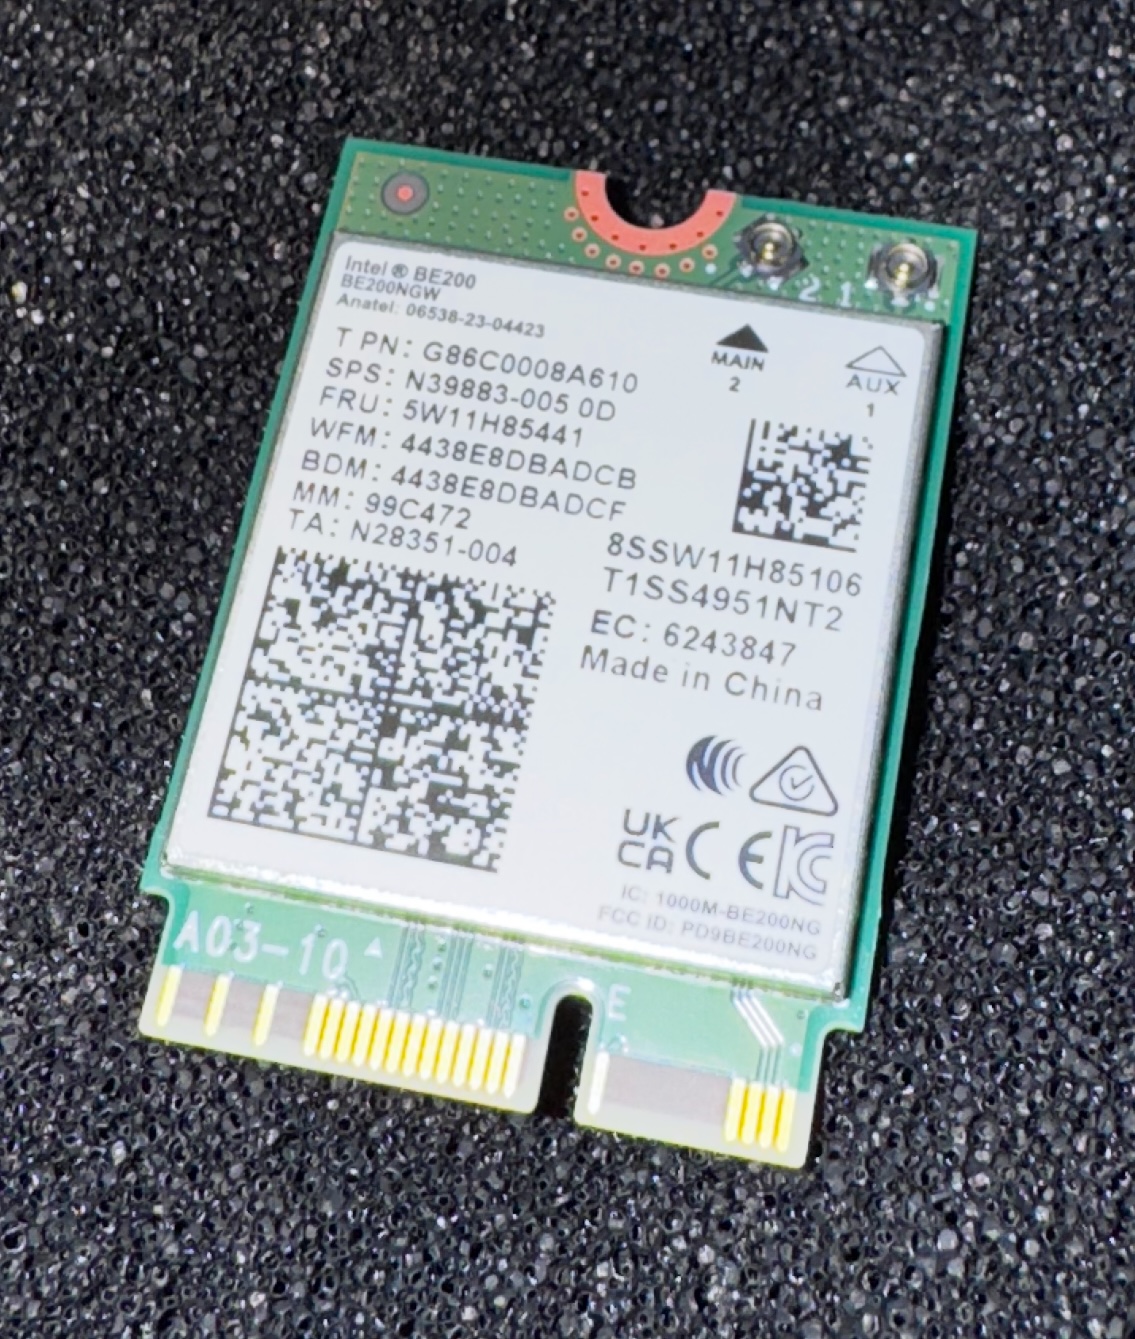 2 1
Intel ® BE200
BE200NGW
Anatel: 06538-23-04423
T PN: G86C0008A610
SPS: N39883-005 0D
FRU: 5W11H85441
WFM: 4438E8DBADCB
BDM: 4438E8DBADCF
MM: 99C472
TA: N28351-004
MAIN
2
AUX
1
8SSW11H85106
T1SS4951NT2
EC: 6243847
Made in China
UK
CA CE KC
IC: 1000M-BE200NG
FCC ID: PD9BE200NG
A03-10
E